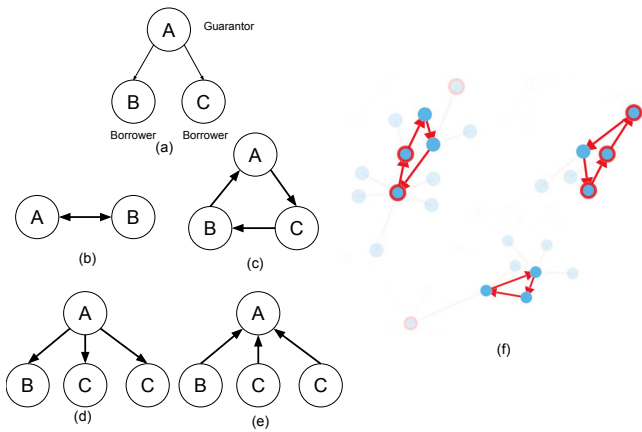 A Guarantor
B C
Borrower Borrower
(a)
A
B C
(c)
A B
(b)
A
B C C
(d)
A
B C C
(e)
(f)